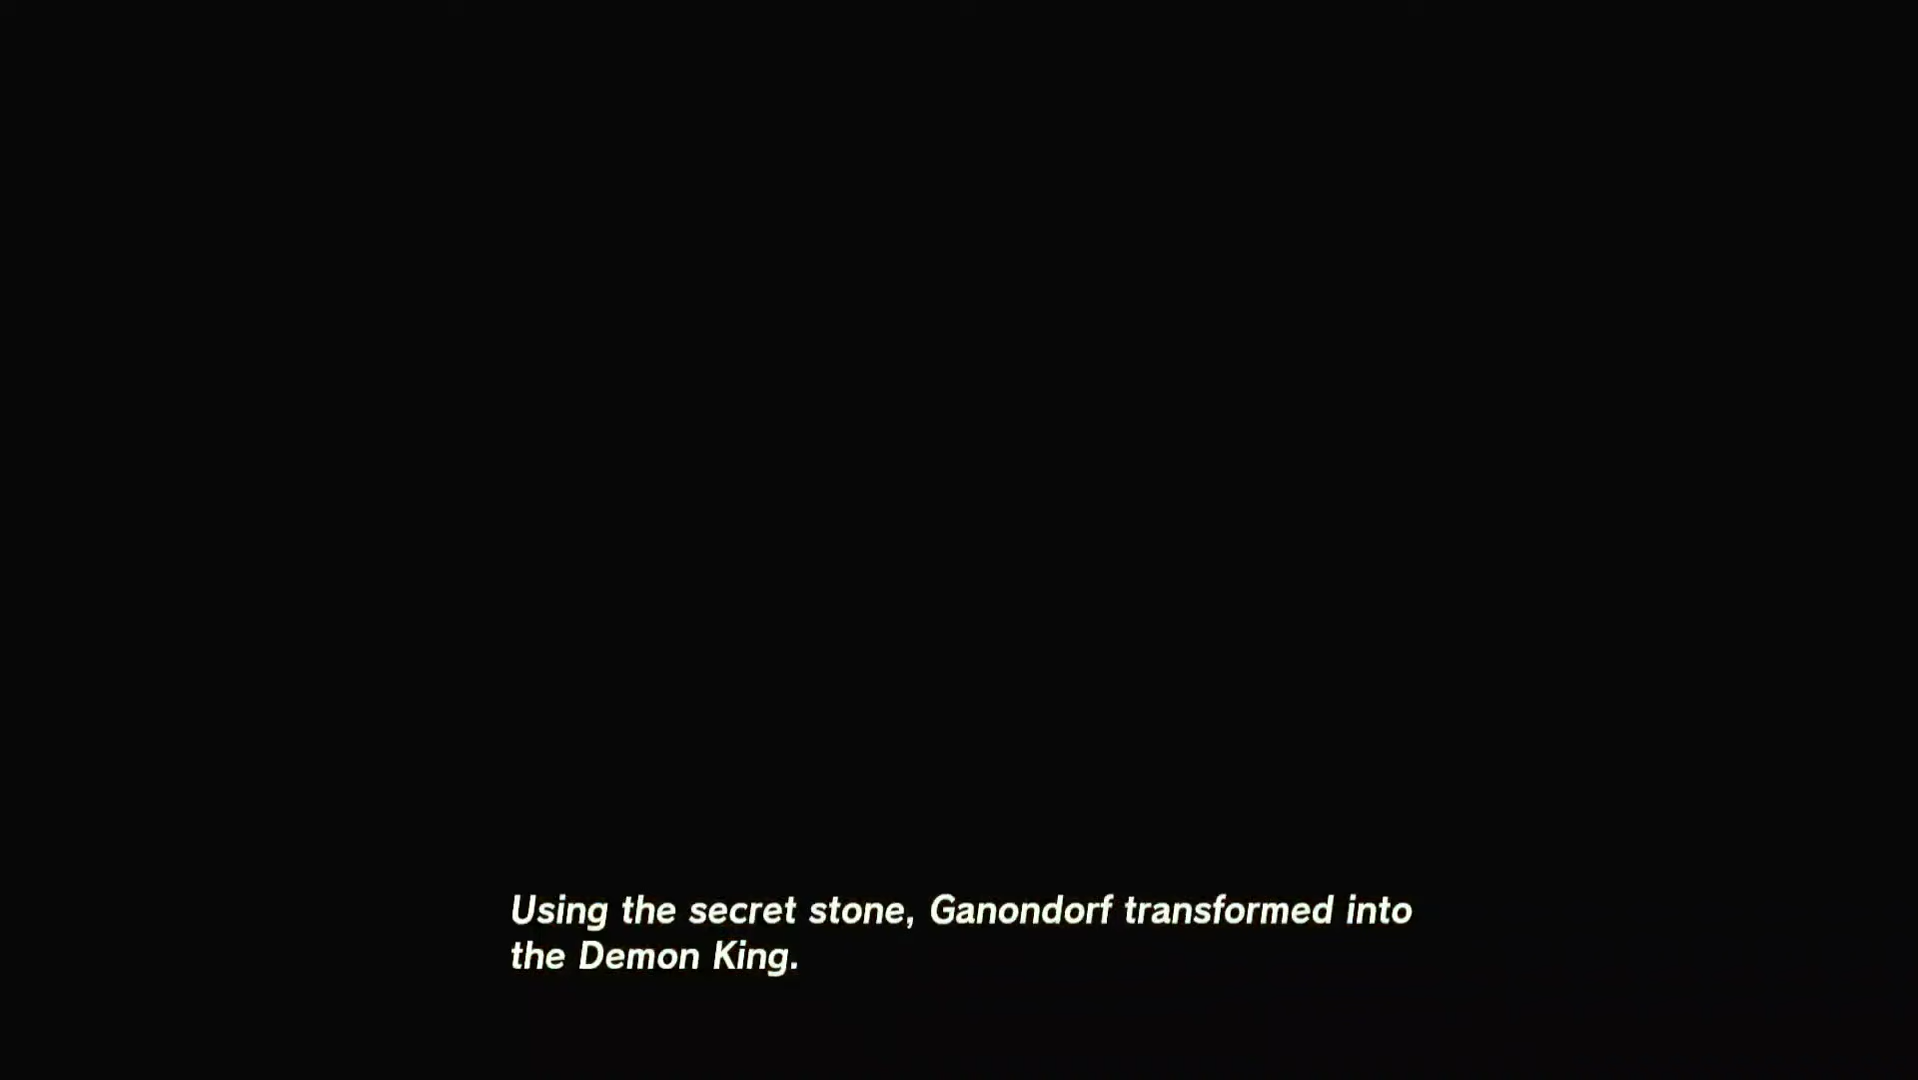 Using the secret stone, Ganondorf transformed into
the Demon King.